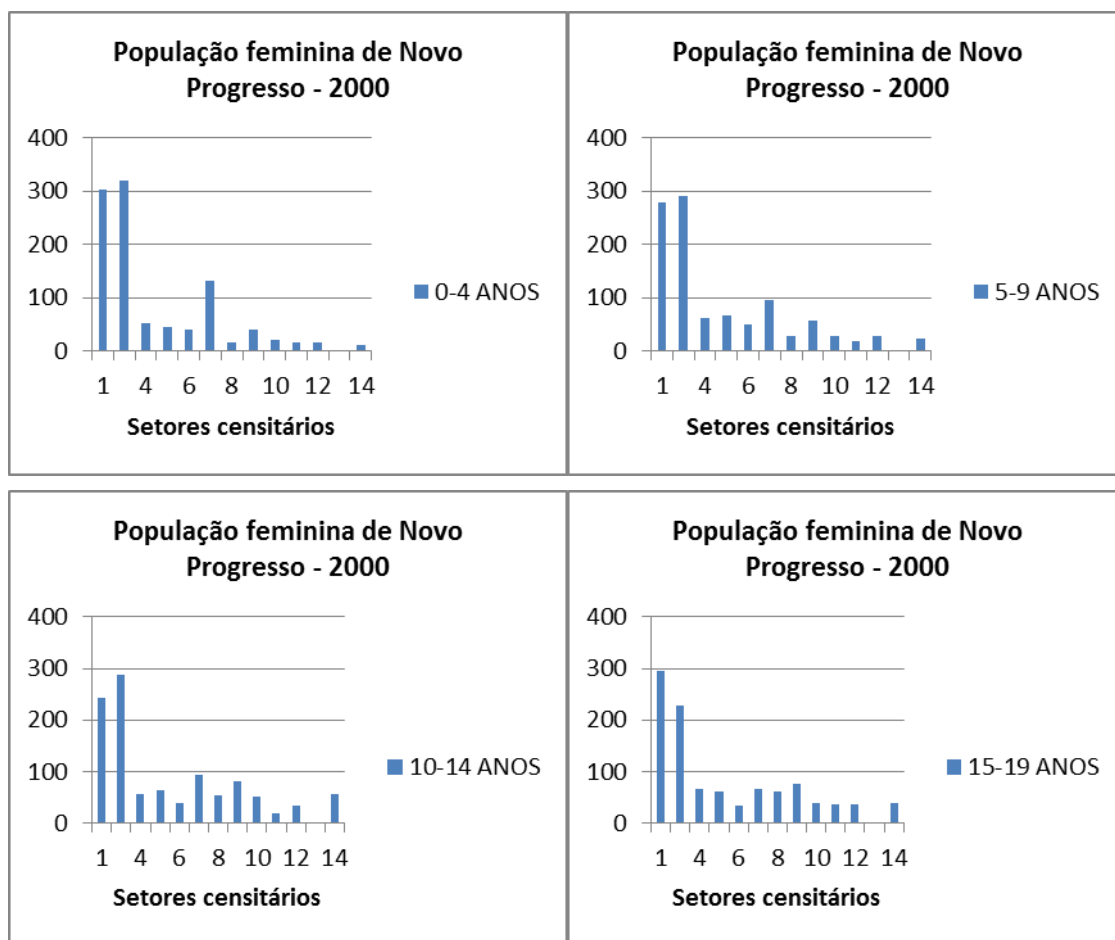 População feminina de Novo
Progresso - 2000
400
300
200
100
0
1 4 6 8 10 12 14
Setores censitários
0-4 ANOS
População feminina de Novo
Progresso - 2000
400
300
200
100
0
1 4 6 8 10 12 14
Setores censitários
5-9 ANOS
População feminina de Novo
Progresso - 2000
400
300
200
100
0
1 4 6 8 10 12 14
Setores censitários
10-14 ANOS
População feminina de Novo
Progresso - 2000
400
300
200
100
0
1 4 6 8 10 12 14
Setores censitários
15-19 ANOS